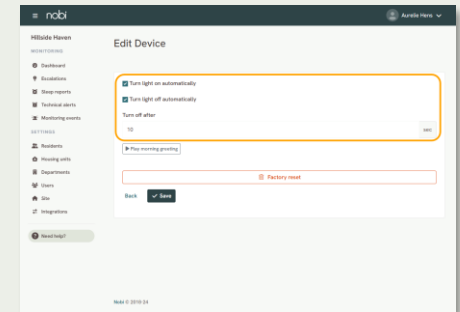 nobi
Aurelie Hens
Hillside Haven
MONITORING
Dashboard
Escalations
Sleep reports
Technical alerts
Monitoring events
SETTINGS
Residents
Housing units
Departments
Users
Site
Integrations
Need help?
Edit Device
Turn light on automatically
Turn light off automatically
Turn off after
10
sec
Play morning greeting
Factory reset
Back
Save
Nobi © 2018-24